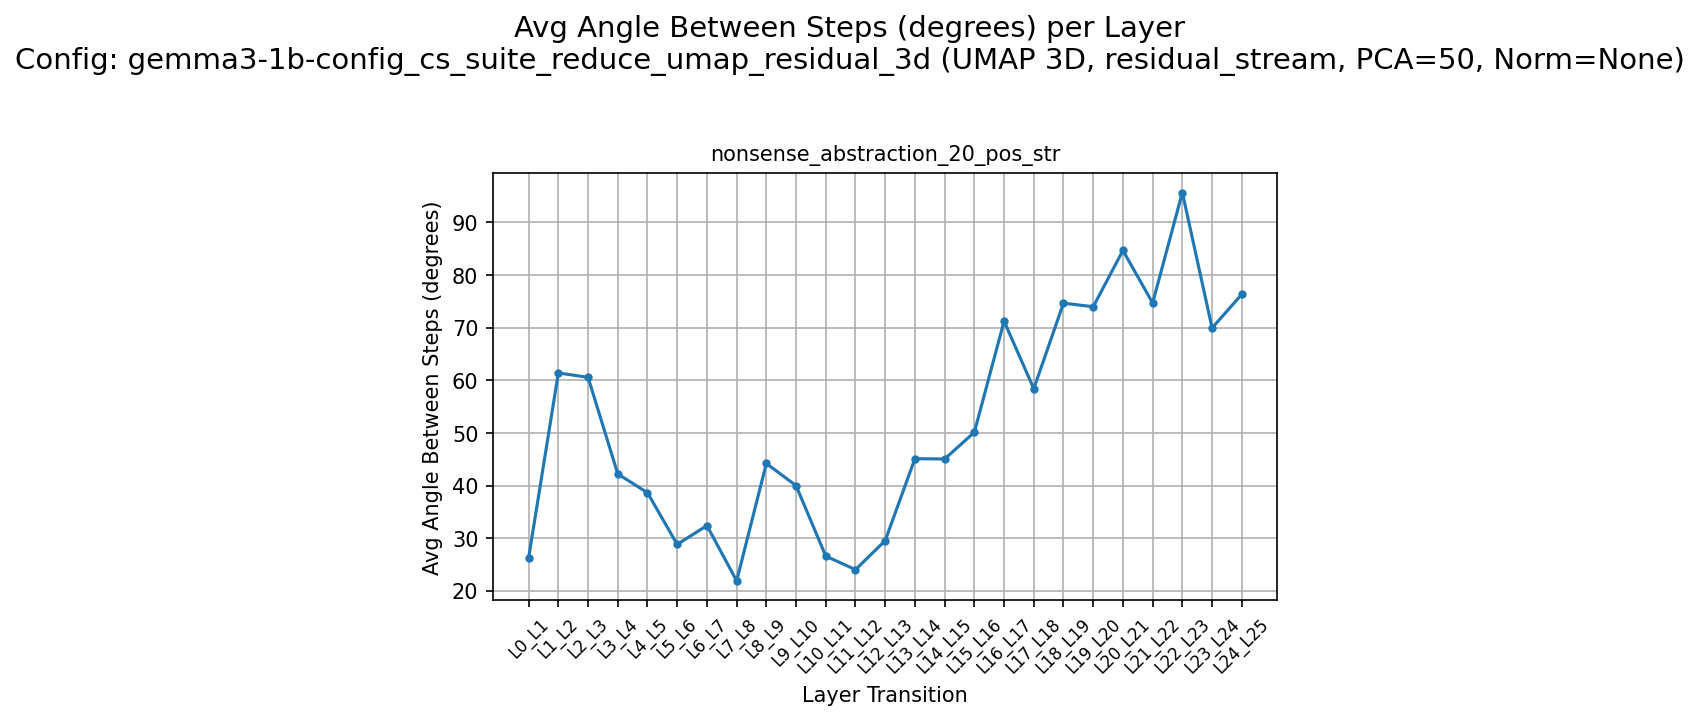 Avg Angle Between Steps (degrees) per Layer
Config: gemma3-1b-config_cs_suite_reduce_umap_residual_3d (UMAP 3D, residual_stream, PCA=50, Norm=None)
nonsense_abstraction_20_pos_str
Avg Angle Between Steps (degrees)
90
80
70
60
50
40
30
20
L0_L1
L1_L2
L2_L3
L3_L4
L4_L5
L5_L6
L6_L7
L7_L8
L8_L9
L9_L10
L10_L11
L11_L12
L12_L13
L13_L14
L14_L15
L15_L16
L16_L17
L17_L18
L18_L19
L19_L20
L20_L21
L21_L22
L22_L23
L23_L24
L24_L25
Layer Transition